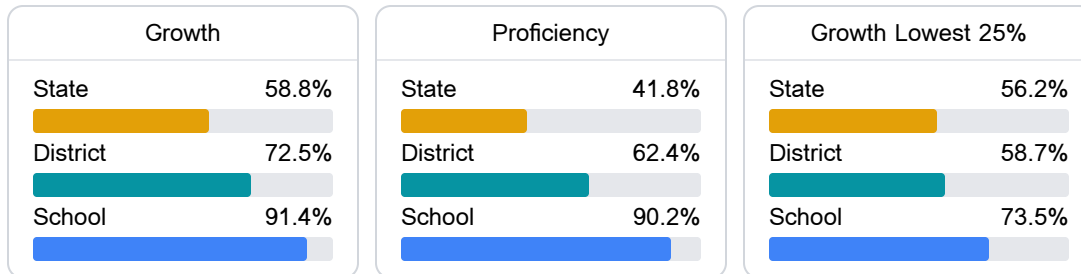 Growth
State 58.8%
District 72.5%
School 91.4%
Proficiency
State 41.8%
District 62.4%
School 90.2%
Growth Lowest 25%
State 56.2%
District 58.7%
School 73.5%